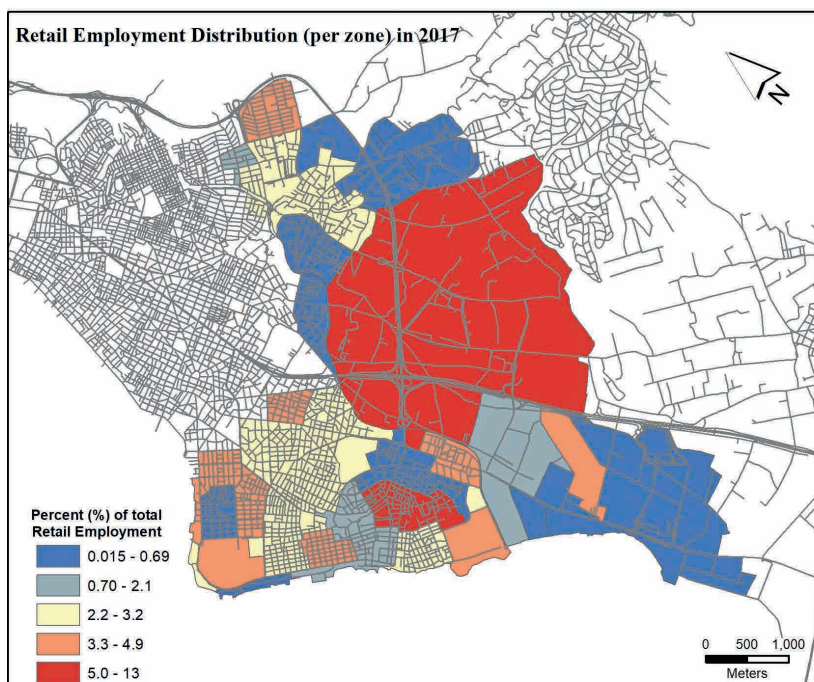 Retail Employment Distribution (per zone) in 2017
N
Percent (%) of total
Retail Employment
0.015 - 0.69
0.70 - 2.1
2.2 - 3.2
3.3 - 4.9
5.0 - 13
0 500 1,000
Meters